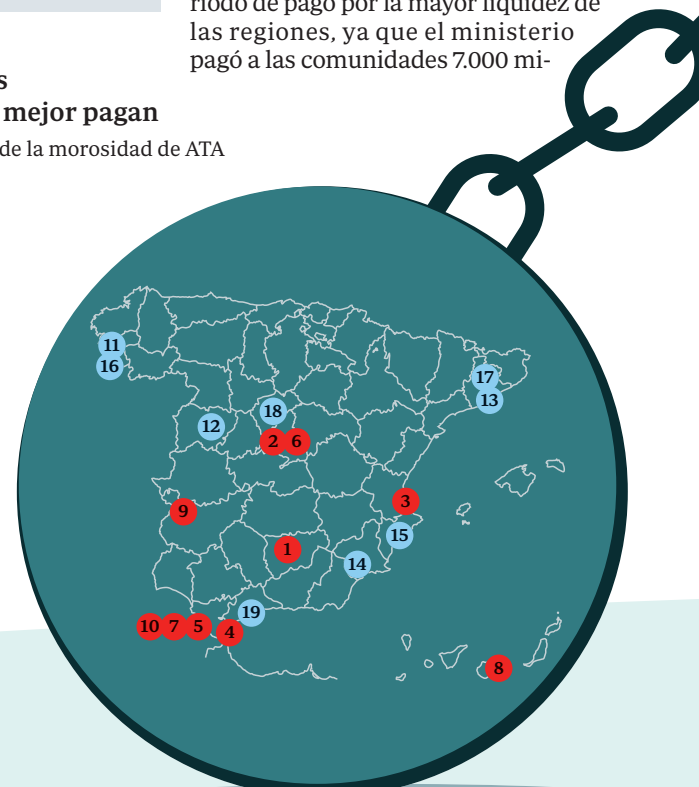 riodo de pago por la mayor liquidez de
las regiones, ya que el ministerio
pagó a las comunidades 7.000 mi-
s
mejor pagan
de la morosidad de ATA
11
16
17
13
18
12
2 6
9
3
15
1
14
19
10 7 5 4
8